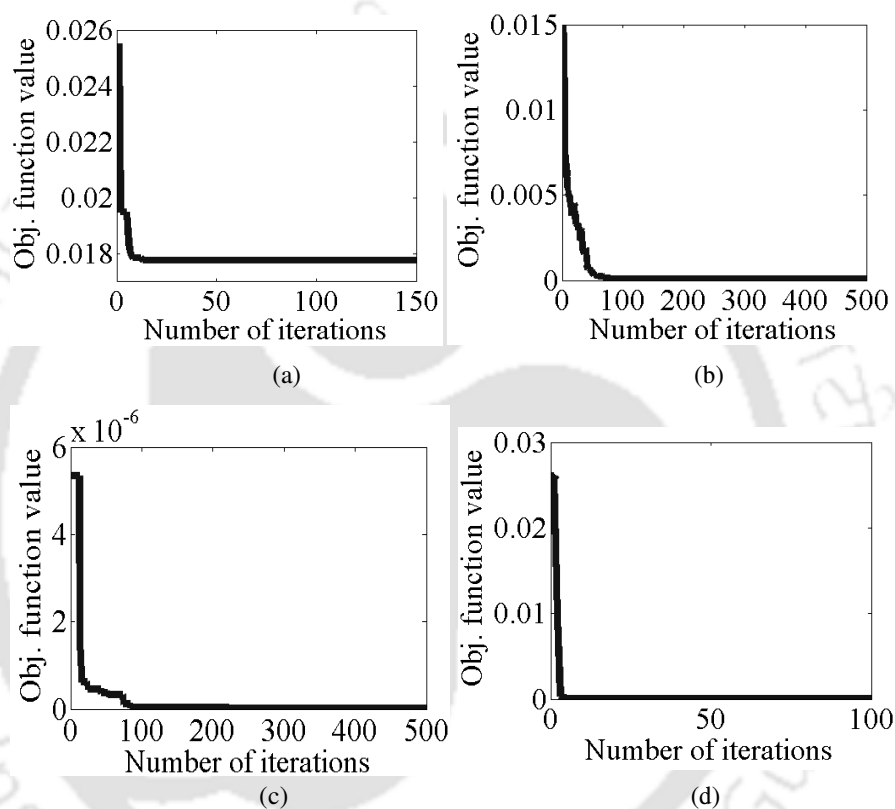 0.026
0.024
0.022
0.02
0.018
0 50 100 150
Obj. function value
Number of iterations
(a)
0.015
0.01
0.005
0
0 100 200 300 400 500
Obj. function value
Number of iterations
(b)
x 10⁻⁶
6
4
2
0
0 100 200 300 400 500
Obj. function value
Number of iterations
(c)
0.03
0.02
0.01
0
0 50 100
Obj. function value
Number of iterations
(d)